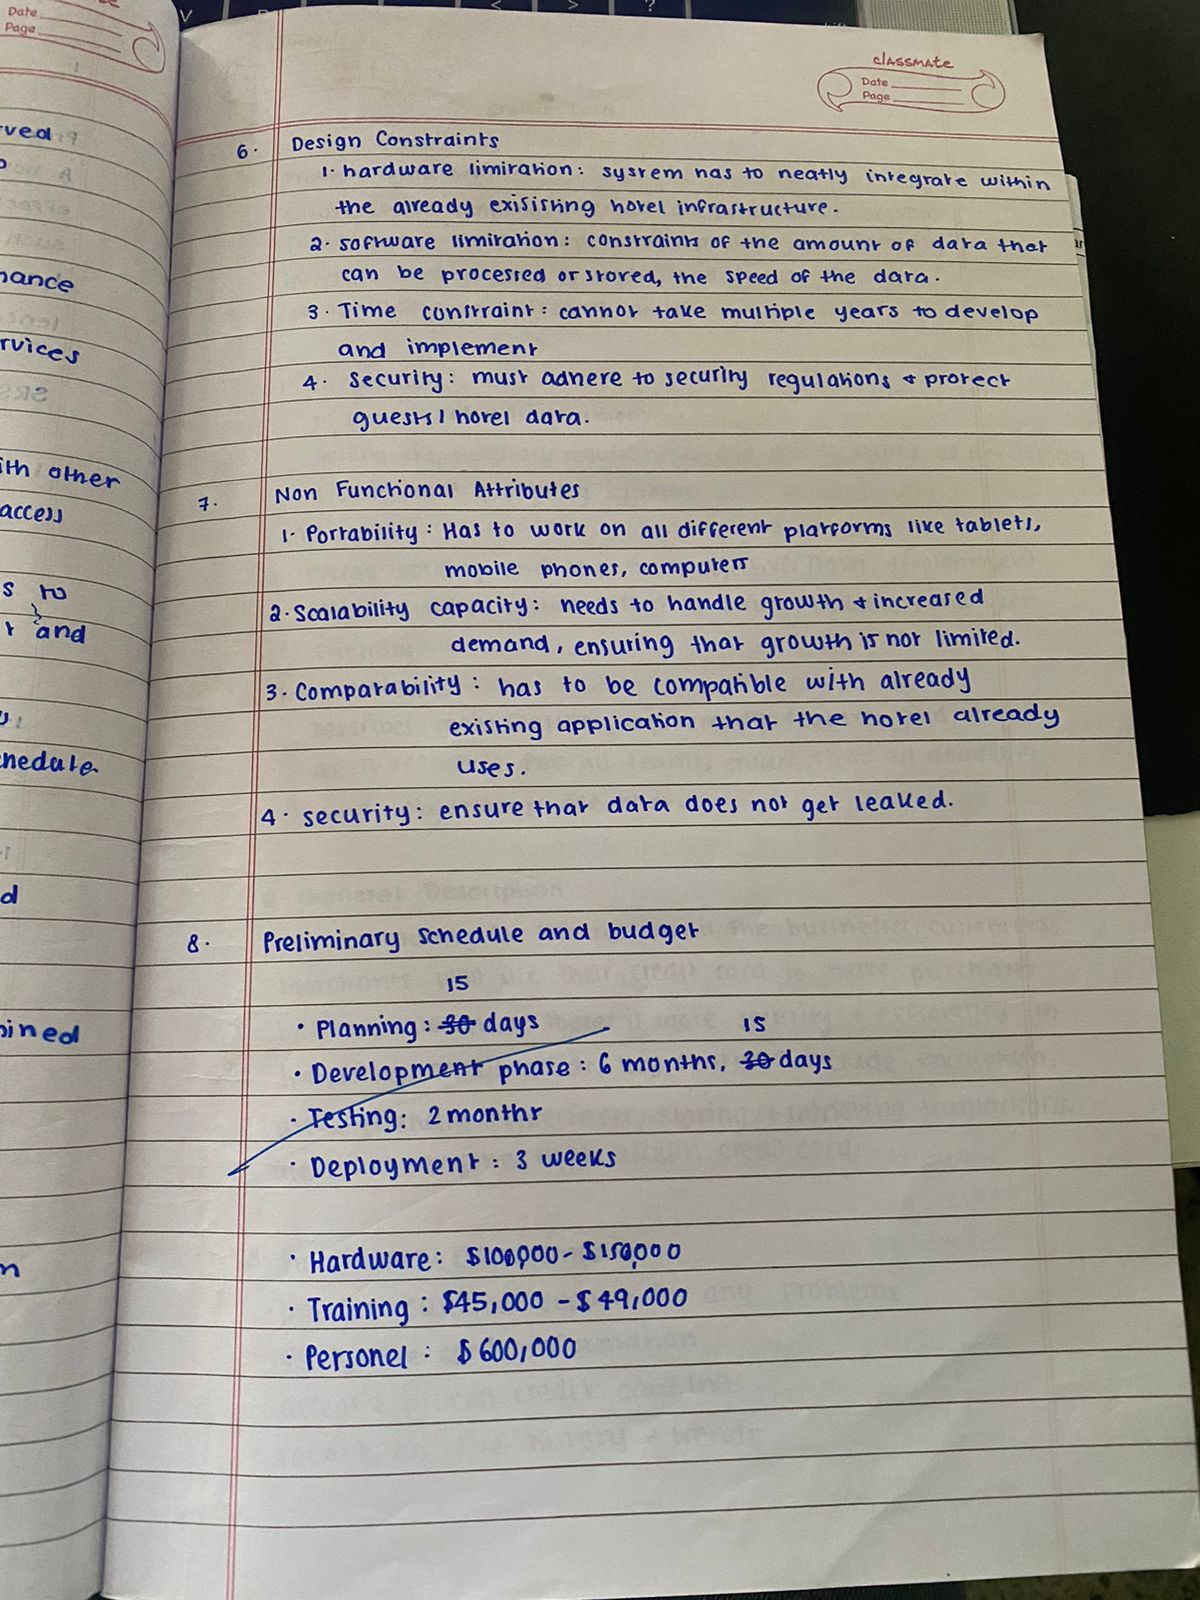 Date
Page
classmate
Date
Page
ved
nance
rvices
ith other
access
s to
r and
hedule
d
ined
n
6. Design Constraints
1. hardware limitation: system has to neatly integrate within
the already exisisting hotel infrastructure.
2. software limitation: constraints of the amount of data that
can be processed or stored, the speed of the data.
3. Time constraint: cannot take multiple years to develop
and implement
4. Security: must adhere to security regulations & protect
guests / hotel data.
7. Non Functional Attributes
1. Portability: Has to work on all different platforms like tablets,
mobile phones, computers
2. Scalability capacity: needs to handle growth & increased
demand, ensuring that growth is not limited.
3. Comparability: has to be compatible with already
existing application that the hotel already
uses.
4. security: ensure that data does not get leaked.
8. Preliminary schedule and budget
15
• Planning: 30 days
15
• Development phase: 6 months, 30 days
• Testing: 2 months
• Deployment: 3 weeks
• Hardware: $100,000 - $150,000
• Training: $45,000 - $49,000
• Personel: $600,000